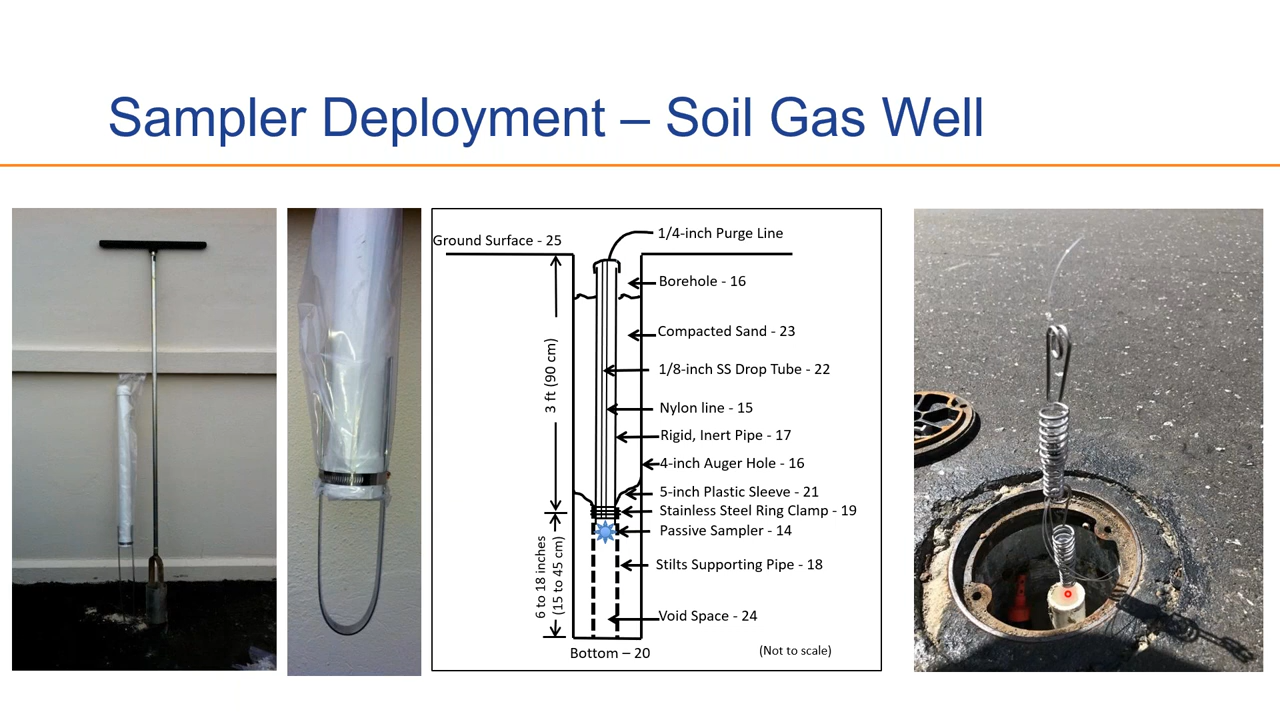 Sampler Deployment – Soil Gas Well
Ground Surface - 25
1/4-inch Purge Line
Borehole - 16
Compacted Sand - 23
3 ft (90 cm)
1/8-inch SS Drop Tube - 22
Nylon line - 15
Rigid, Inert Pipe - 17
4-inch Auger Hole - 16
5-inch Plastic Sleeve - 21
Stainless Steel Ring Clamp - 19
Passive Sampler - 14
6 to 18 inches
(15 to 45 cm)
Stilts Supporting Pipe - 18
Void Space - 24
Bottom – 20
(Not to scale)